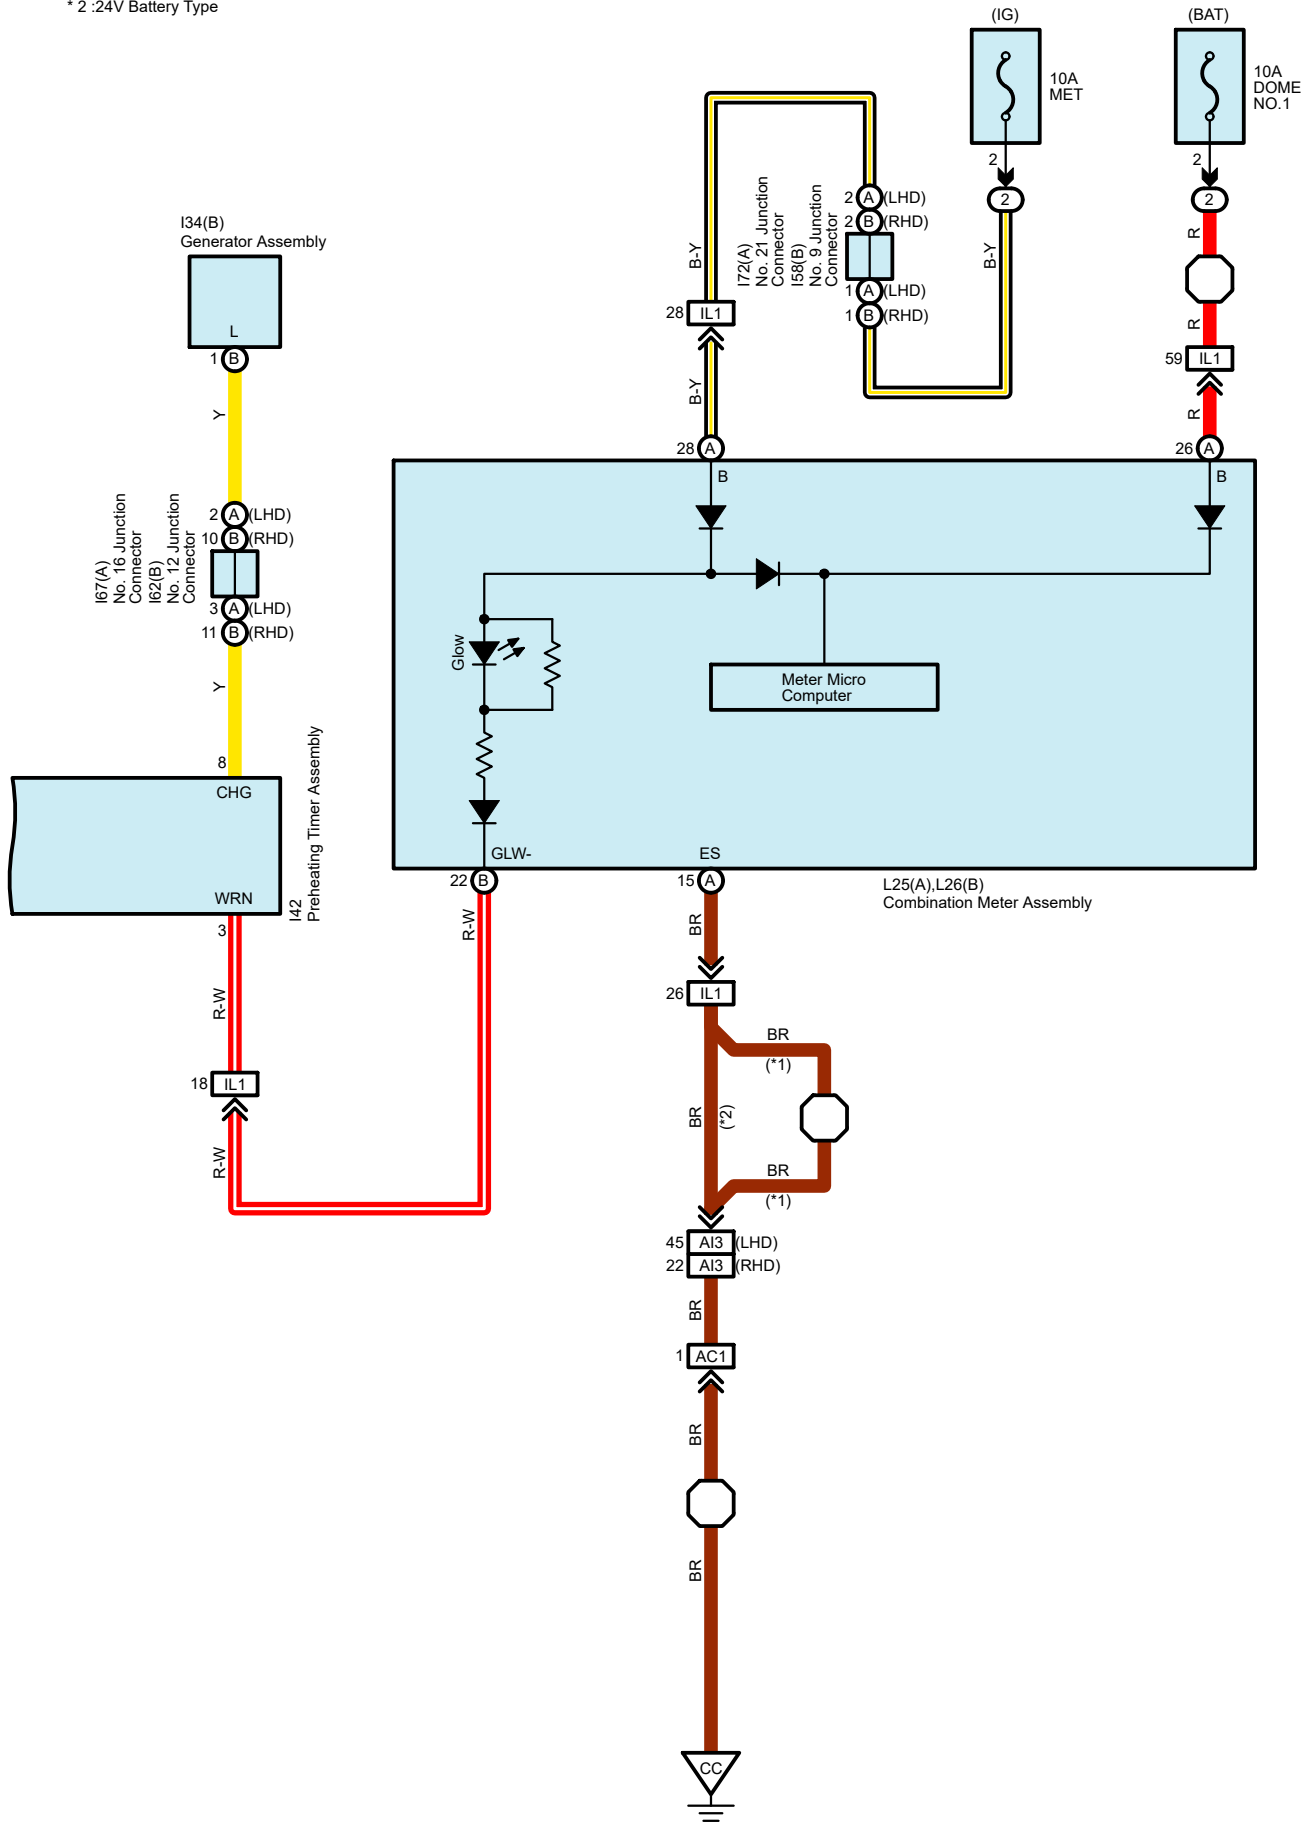 * 2 :24V Battery Type
(IG)
(BAT)
10A
MET
10A
DOME
NO.1
2
2
2
2
I34(B)
Generator Assembly
L
1 B
Y
2 A (LHD)
10 B (RHD)
I67(A)
No. 16 Junction
Connector
I62(B)
No. 12 Junction
Connector
3 A (LHD)
11 B (RHD)
Y
8
CHG
WRN
I42
Preheating Timer Assembly
3
R-W
18 IL1
R-W
B-Y
I72(A)
No. 21 Junction
Connector
I58(B)
No. 9 Junction
Connector
2 A (LHD)
2 B (RHD)
1 A (LHD)
1 B (RHD)
B-Y
28 IL1
B-Y
28 A
B
R
R
59 IL1
R
26 A
B
Glow
Meter Micro
Computer
GLW-
ES
22 B
15 A
L25(A),L26(B)
Combination Meter Assembly
R-W
BR
26 IL1
BR
(*1)
BR
(*2)
BR
(*1)
45 AI3 (LHD)
22 AI3 (RHD)
BR
1 AC1
BR
BR
CC